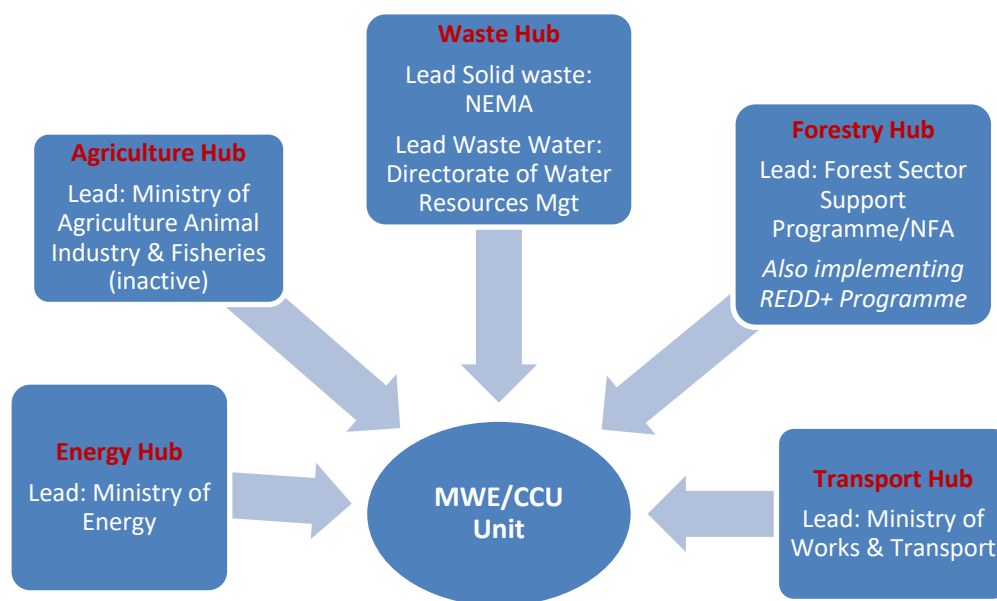 Waste Hub
Lead Solid waste:
NEMA
Lead Waste Water:
Directorate of Water
Resources Mgt
Agriculture Hub
Lead: Ministry of
Agriculture Animal
Industry & Fisheries
(inactive)
Forestry Hub
Lead: Forest Sector
Support
Programme/NFA
Also implementing
REDD+ Programme
Energy Hub
Lead: Ministry of
Energy
MWE/CCU
Unit
Transport Hub
Lead: Ministry of
Works & Transport